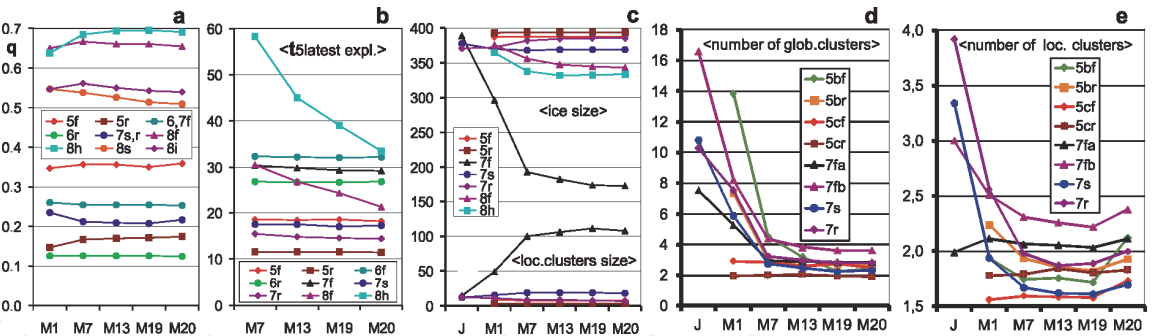 a
q
0.7
0.6
0.5
0.4
0.3
0.2
0.1
0.0
5f 5r 6,7f
6r 7s,r 8f
8h 8s 8i
M1 M7 M13 M19 M20
b
<t5latest expl.>
60
50
40
30
20
10
0
5f 5r 6f
6r 7f 7s
7r 8f 8h
M7 M13 M19 M20
c
400
350
300
250
200
150
100
50
0
<ice size>
5f
5r
7f
7s
7r
8f
8h
<loc.clusters size>
J M1 M7 M13 M19 M20
d
<number of glob.clusters>
18
16
14
12
10
8
6
4
2
0
5bf
5br
5cf
5cr
7fa
7fb
7s
7r
J M1 M7 M13 M19 M20
e
<number of loc. clusters>
4,0
3,5
3,0
2,5
2,0
1,5
5bf
5br
5cf
5cr
7fa
7fb
7s
7r
J M1 M7 M13 M19 M20